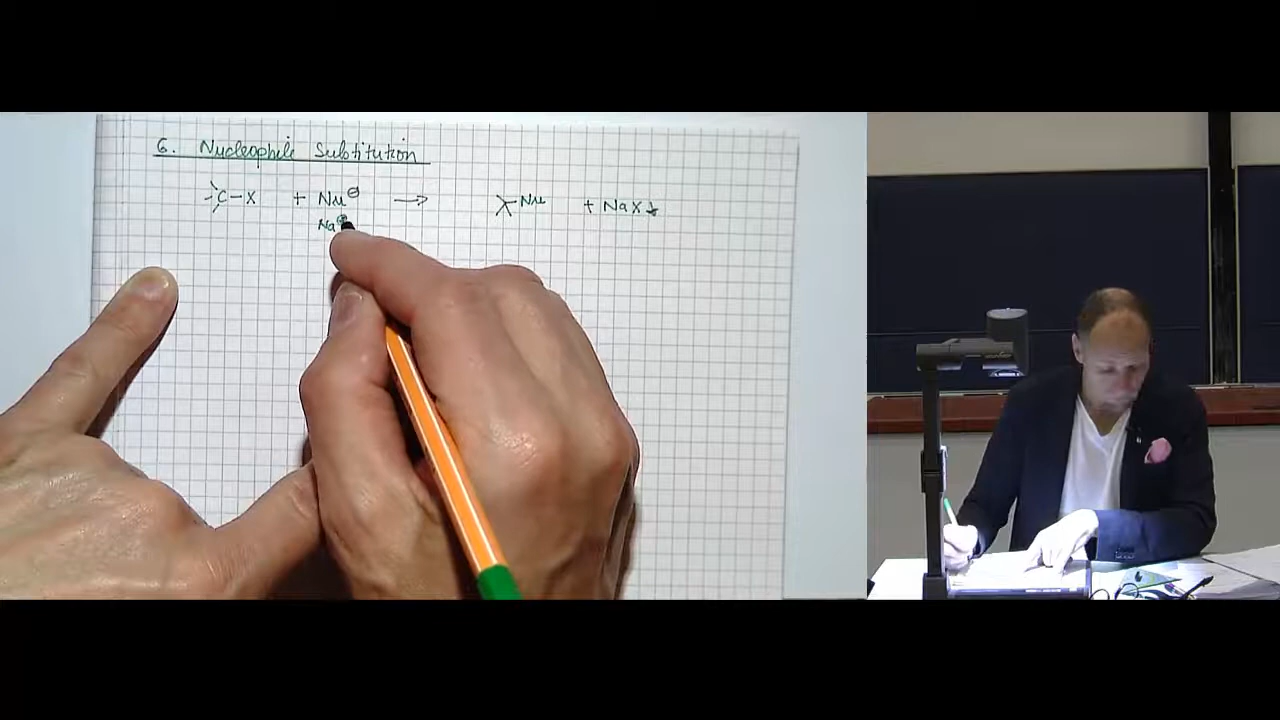 6. Nucleophile Substitution
C-X + Nu⊖ → Nu + NaX↓
Na⊕